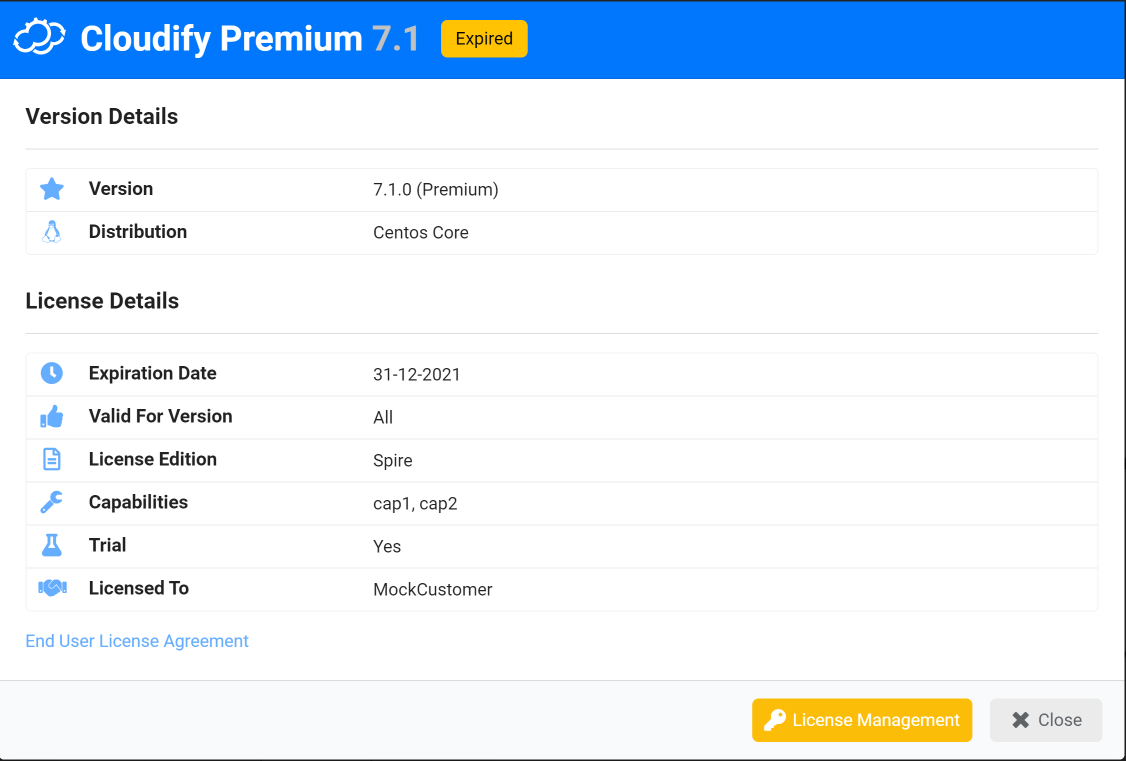 Cloudify Premium 7.1 Expired
Version Details
Version 7.1.0 (Premium)
Distribution Centos Core
License Details
Expiration Date 31-12-2021
Valid For Version All
License Edition Spire
Capabilities cap1, cap2
Trial Yes
Licensed To MockCustomer
End User License Agreement
License Management Close